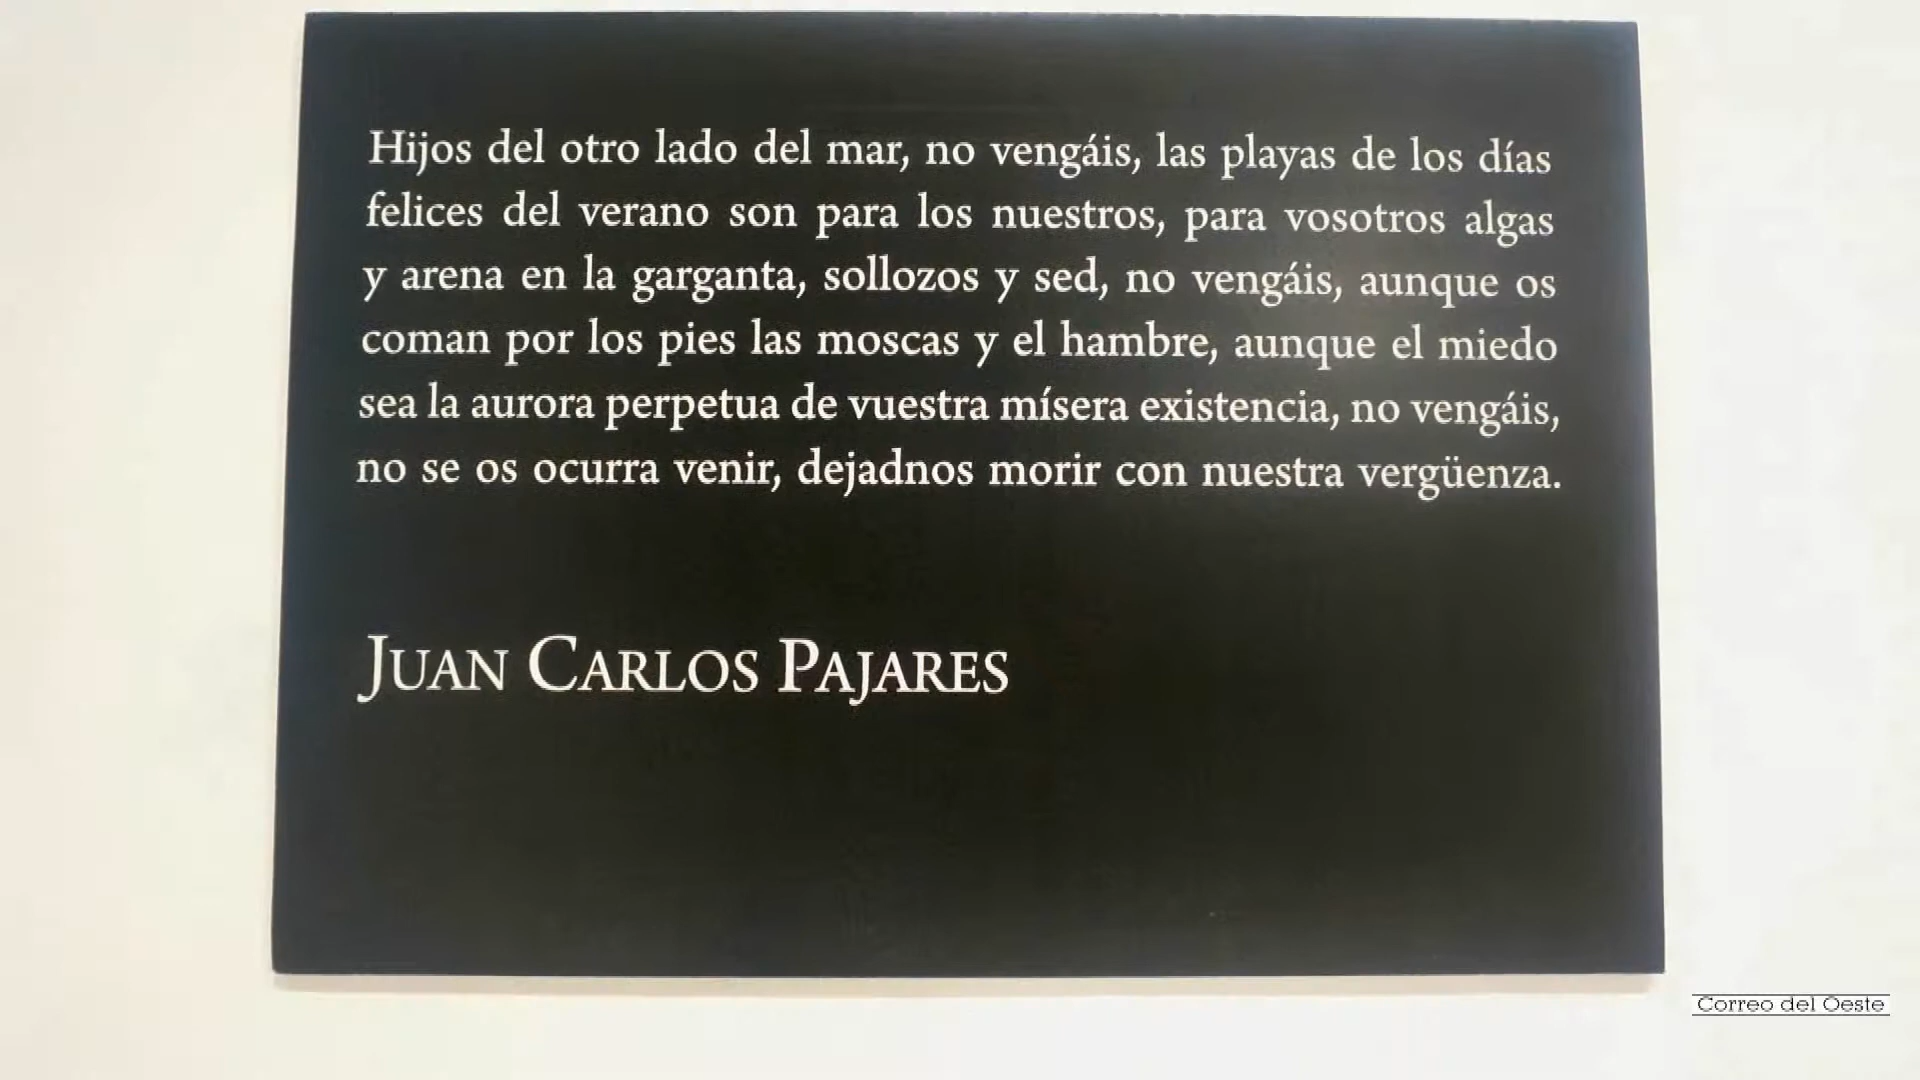 Hijos del otro lado del mar, no vengáis, las playas de los días
felices del verano son para los nuestros, para vosotros algas
y arena en la garganta, sollozos y sed, no vengáis, aunque os
coman por los pies las moscas y el hambre, aunque el miedo
sea la aurora perpetua de vuestra mísera existencia, no vengáis,
no se os ocurra venir, dejadnos morir con nuestra vergüenza.
JUAN CARLOS PAJARES
Correo del Oeste